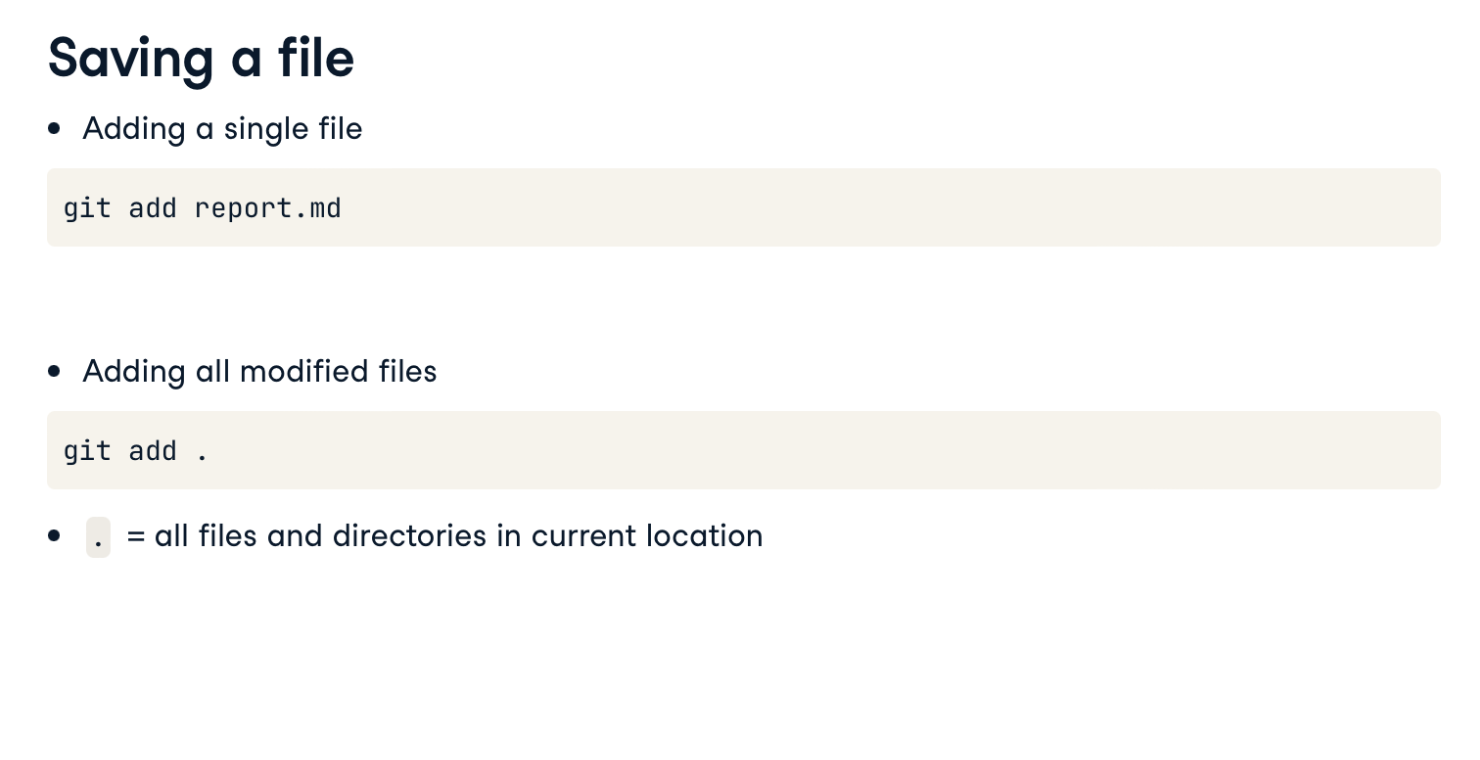 Saving a file
• Adding a single file
git add report.md
• Adding all modified files
git add .
• . = all files and directories in current location